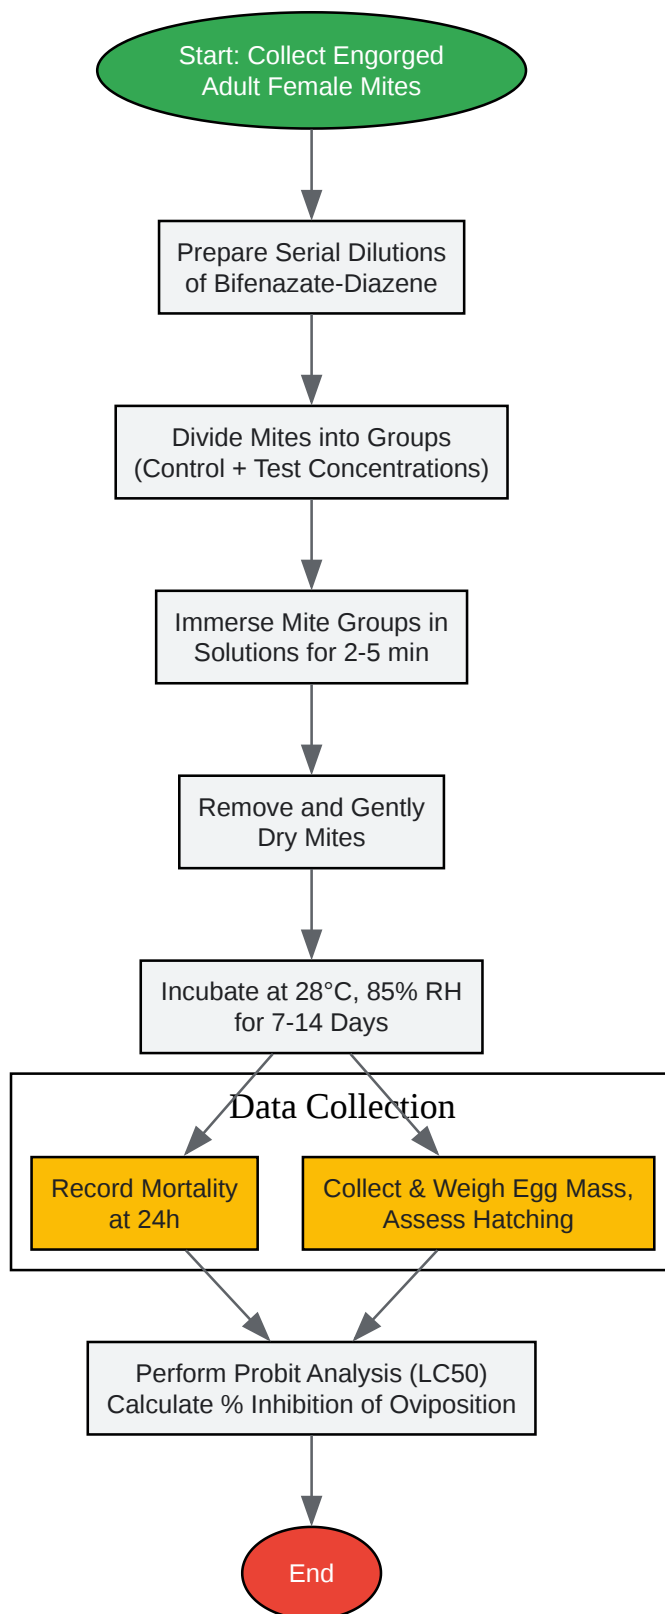 Start: Collect Engorged
Adult Female Mites
Prepare Serial Dilutions
of Bifenazate-Diazene
Divide Mites into Groups
(Control + Test Concentrations)
Immerse Mite Groups in
Solutions for 2-5 min
Remove and Gently
Dry Mites
Incubate at 28°C, 85% RH
for 7-14 Days
Data Collection
Record Mortality
at 24h
Collect & Weigh Egg Mass,
Assess Hatching
Perform Probit Analysis (LC50)
Calculate % Inhibition of Oviposition
End